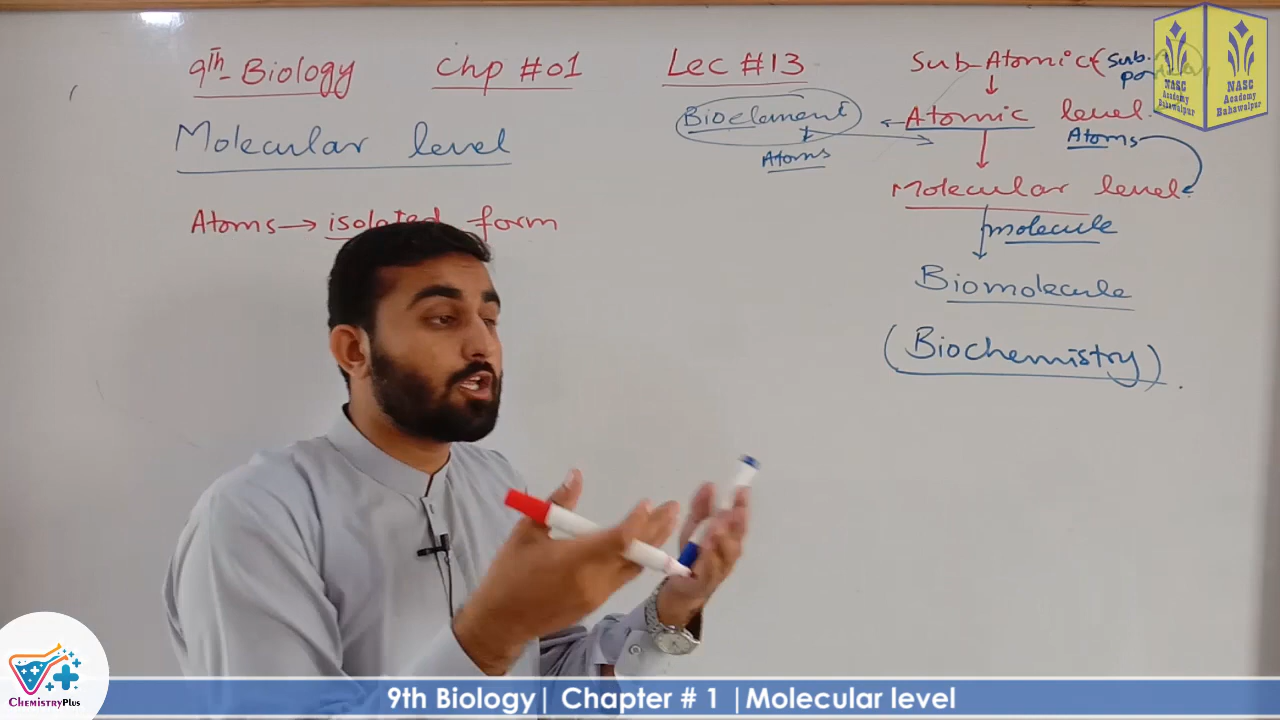 9th Biology Chp #01 Lec #13
Molecular level
Atoms → isolated form
Sub-Atomic (Sub.
Atomic level.
Bioelement
Atoms
Atoms
Molecular level
molecule
Biomolecule
(Biochemistry).
NASC
Academy
Bahawalpur
NASC
Academy
Bahawalpur
ChemistryPlus
9th Biology| Chapter # 1 |Molecular level